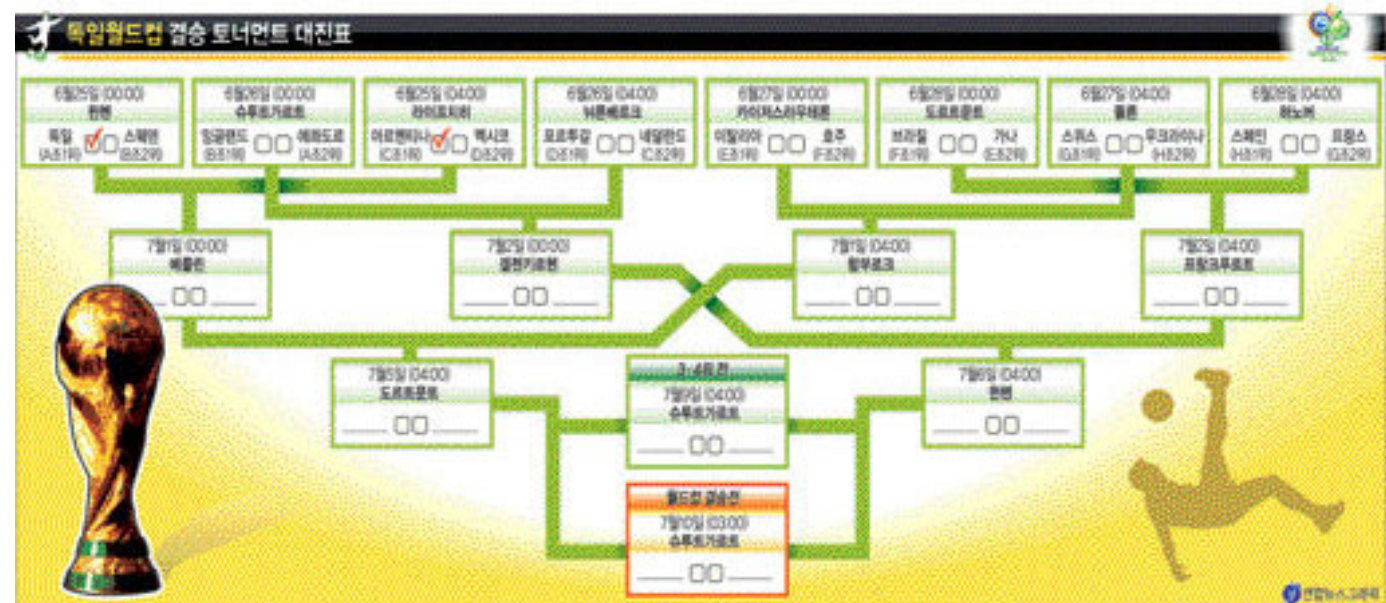 독일월드컵 결승 토너먼트 대진표
6월25일 (00:00)
뮌헨
독일 스웨덴
(A조1위) (B조2위)
6월26일 (00:00)
슈투트가르트
잉글랜드 에콰도르
(B조1위) (A조2위)
6월25일 (04:00)
라이프치히
아르헨티나 멕시코
(C조1위) (D조2위)
6월26일 (04:00)
뉘른베르크
포르투갈 네덜란드
(D조1위) (C조2위)
6월27일 (00:00)
카이저스라우테른
이탈리아 호주
(E조1위) (F조2위)
6월28일 (00:00)
도르트문트
브라질 가나
(F조1위) (E조2위)
6월27일 (04:00)
쾰른
스위스 우크라이나
(G조1위) (H조2위)
6월28일 (04:00)
하노버
스페인 프랑스
(H조1위) (G조2위)
7월1일 (00:00)
베를린
7월2일 (00:00)
겔젠키르헨
7월1일 (04:00)
함부르크
7월2일 (04:00)
프랑크푸르트
7월5일 (04:00)
도르트문트
3·4위전
7월9일 (04:00)
슈투트가르트
7월6일 (04:00)
뮌헨
월드컵 결승전
7월10일 (03:00)
슈투트가르트
연합뉴스그래픽